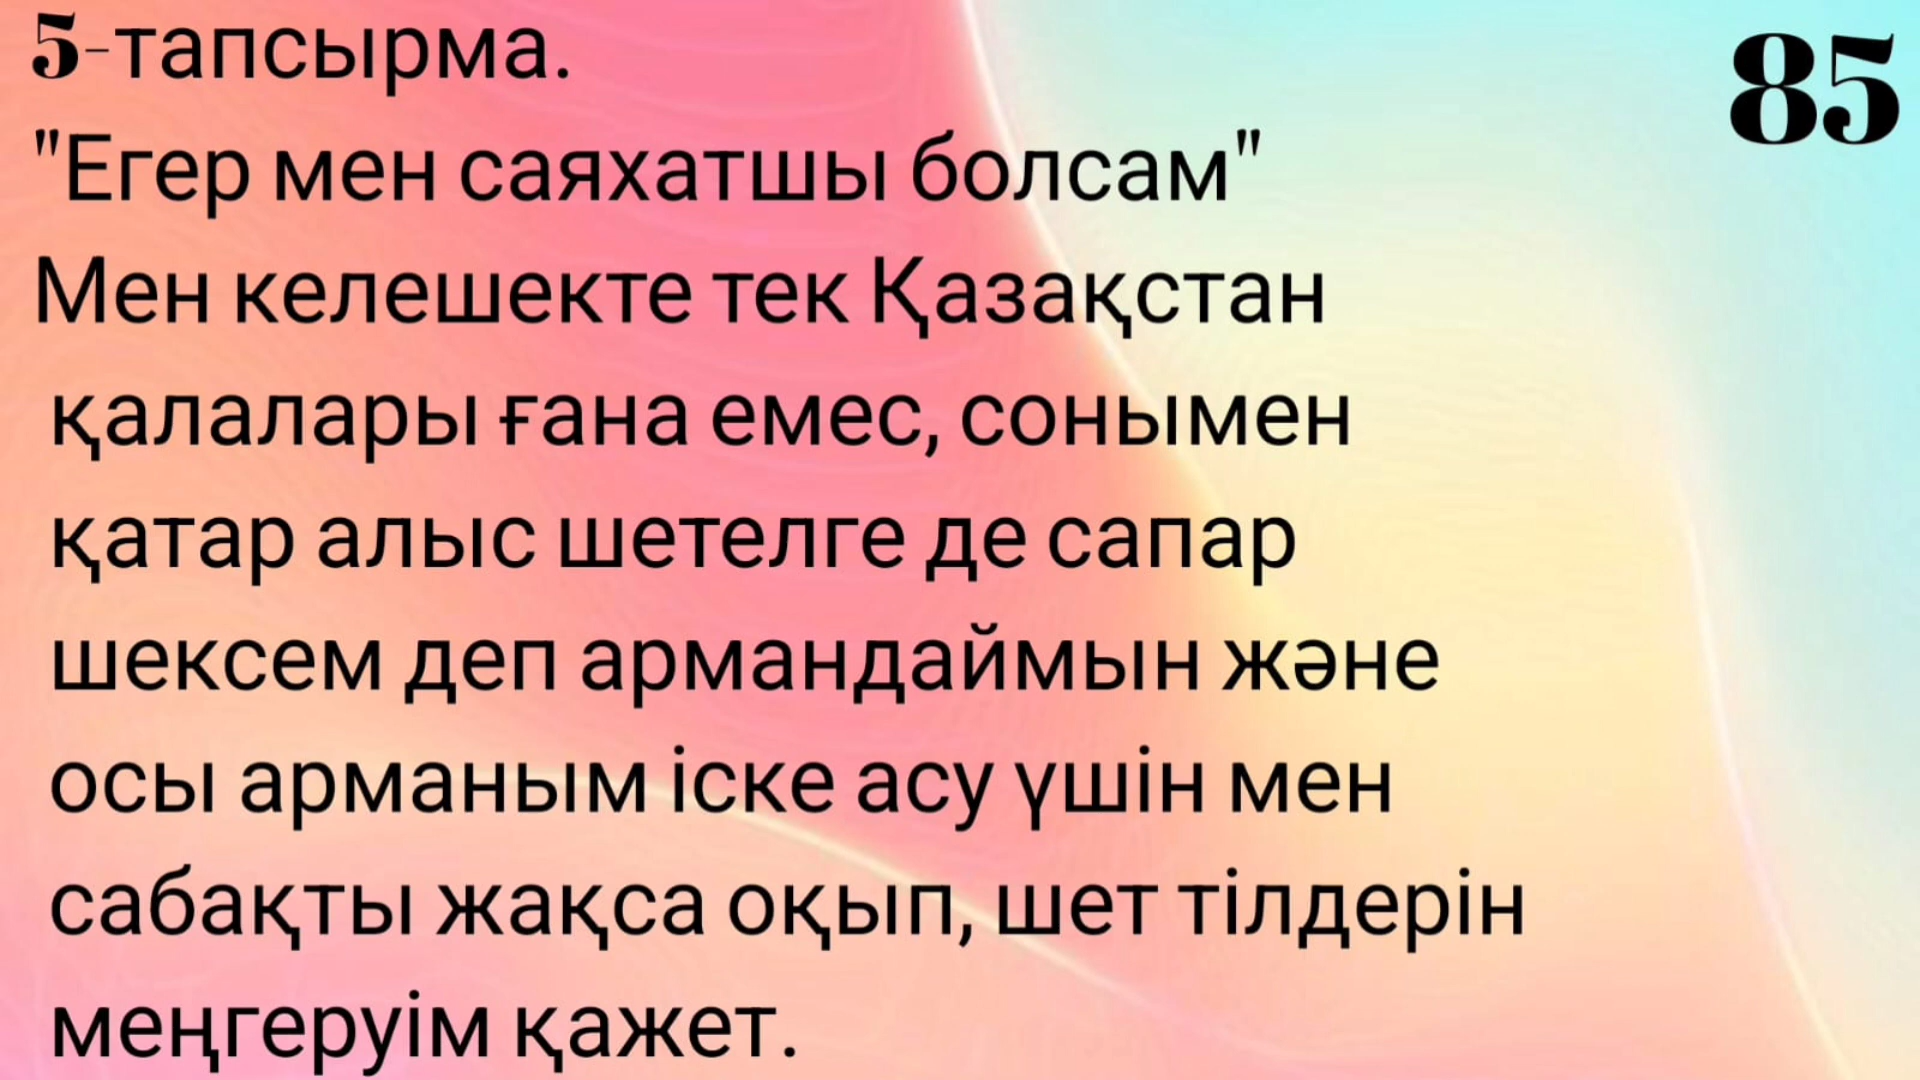 5-тапсырма.
85
"Егер мен саяхатшы болсам"
Мен келешекте тек Қазақстан
қалалары ғана емес, сонымен
қатар алыс шетелге де сапар
шексем деп армандаймын және
осы арманым іске асу үшін мен
сабақты жақса оқып, шет тілдерін
меңгеруім қажет.